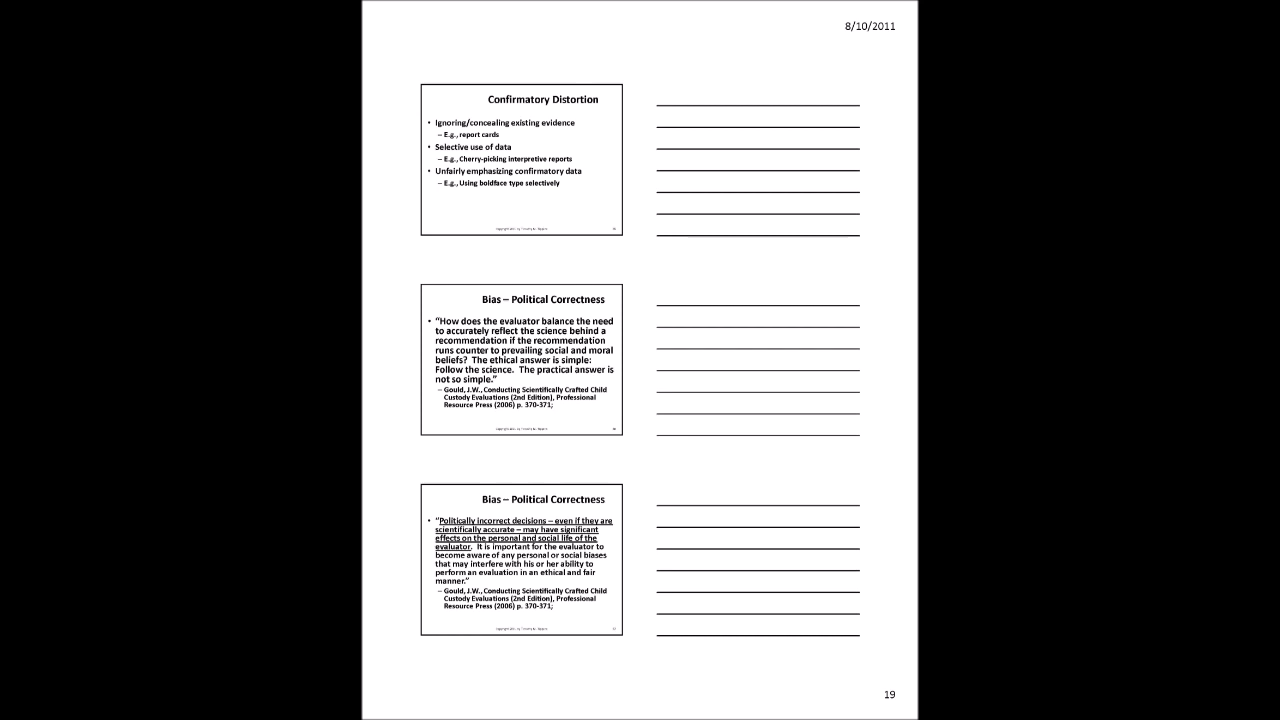 8/10/2011
Confirmatory Distortion
• Ignoring/concealing existing evidence
– E.g., report cards
• Selective use of data
– E.g., Cherry-picking interpretive reports
• Unfairly emphasizing confirmatory data
– E.g., Using boldface type selectively
Bias – Political Correctness
• “How does the evaluator balance the need
to accurately reflect the science behind a
recommendation if the recommendation
runs counter to prevailing social and moral
beliefs?  The ethical answer is simple:
Follow the science.  The practical answer is
not so simple.”
– Gould, J.W., Conducting Scientifically Crafted Child
Custody Evaluations (2nd Edition), Professional
Resource Press (2006) p. 370-371;
Bias – Political Correctness
• “Politically incorrect decisions – even if they are
scientifically accurate – may have significant
effects on the personal and social life of the
evaluator.  It is important for the evaluator to
become aware of any personal or social biases
that may interfere with his or her ability to
perform an evaluation in an ethical and fair
manner.”
– Gould, J.W., Conducting Scientifically Crafted Child
Custody Evaluations (2nd Edition), Professional
Resource Press (2006) p. 370-371;
19